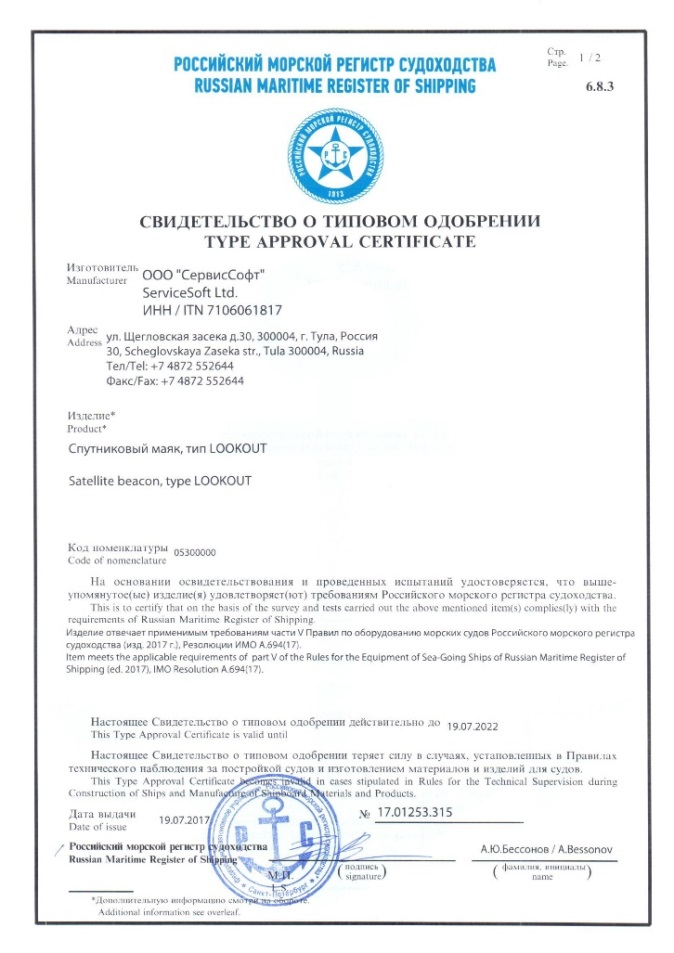 Стр. 1 / 2
Page.
РОССИЙСКИЙ МОРСКОЙ РЕГИСТР СУДОХОДСТВА
RUSSIAN MARITIME REGISTER OF SHIPPING
6.8.3
РОССИЙСКИЙ МОРСКОЙ РЕГИСТР СУДОХОДСТВА
Р С
1913
СВИДЕТЕЛЬСТВО О ТИПОВОМ ОДОБРЕНИИ
TYPE APPROVAL CERTIFICATE
Изготовитель ООО "СервисСофт"
Manufacturer
ServiceSoft Ltd.
ИНН / ITN 7106061817
Адрес ул. Щегловская засека д.30, 300004, г. Тула, Россия
Address
30, Scheglovskaya Zaseka str., Tula 300004, Russia
Тел/Tel: +7 4872 552644
Факс/Fax: +7 4872 552644
Изделие*
Product*
Спутниковый маяк, тип LOOKOUT
Satellite beacon, type LOOKOUT
Код номенклатуры 05300000
Code of nomenclature
На основании освидетельствования и проведенных испытаний удостоверяется, что выше-
упомянутое(ые) изделие(я) удовлетворяет(ют) требованиям Российского морского регистра судоходства.
This is to certify that on the basis of the survey and tests carried out the above mentioned item(s) complies(ly) with the
requirements of Russian Maritime Register of Shipping.
Изделие отвечает применимым требованиям части V Правил по оборудованию морских судов Российского морского регистра
судоходства (изд. 2017 г.), Резолюции ИМО А.694(17).
Item meets the applicable requirements of part V of the Rules for the Equipment of Sea-Going Ships of Russian Maritime Register of
Shipping (ed. 2017), IMO Resolution A.694(17).
Настоящее Свидетельство о типовом одобрении действительно до 19.07.2022
This Type Approval Certificate is valid until
Настоящее Свидетельство о типовом одобрении теряет силу в случаях, установленных в Правилах
технического наблюдения за постройкой судов и изготовлением материалов и изделий для судов.
This Type Approval Certificate becomes invalid in cases stipulated in Rules for the Technical Supervision during
Construction of Ships and Manufacture of Shipboard Materials and Products.
Дата выдачи 19.07.2017 № 17.01253.315
Date of issue
Российский морской регистр судоходства
Russian Maritime Register of Shipping
А.Ю.Бессонов / A.Bessonov
Р С
Санкт-Петербург
М.П.
L.S.
(подпись
signature)
(фамилия, инициалы
name)
*Дополнительную информацию смотри на обороте.
Additional information see overleaf.